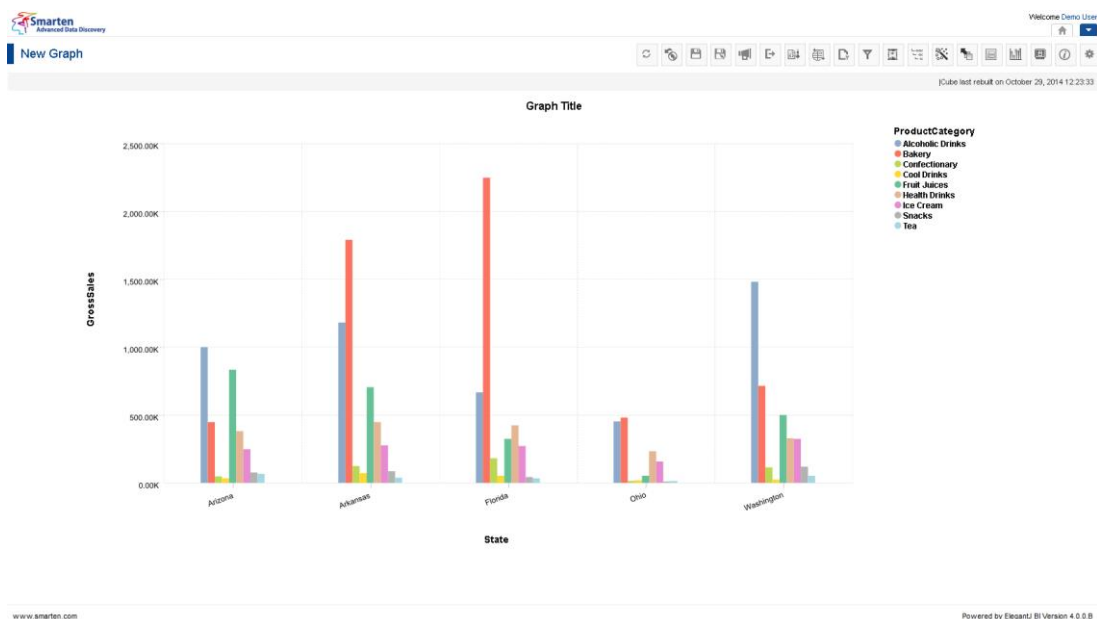 Smarten
Advanced Data Discovery
Welcome Demo User
New Graph
|Cube last rebuilt on October 29, 2014 12:23:33
Graph Title
ProductCategory
Alcoholic Drinks
Bakery
Confectionary
Cool Drinks
Fruit Juices
Health Drinks
Ice Cream
Snacks
Tea
GrossSales
2,500.00K
2,000.00K
1,500.00K
1,000.00K
500.00K
0.00K
Arizona
Arkansas
Florida
Ohio
Washington
State
www.smarten.com
Powered by ElegantJ BI Version 4.0.0.B